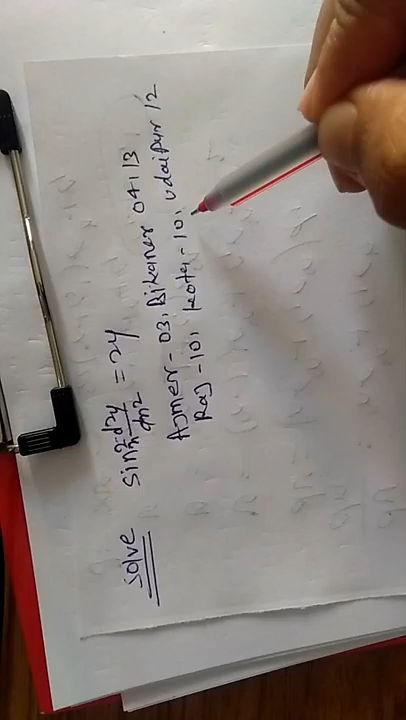 solve sin²x d²y/dx² = 2y
Ajmer - 03, Bikaner 04, 13
Raj - 10, Kota - 10, Udaipur 12